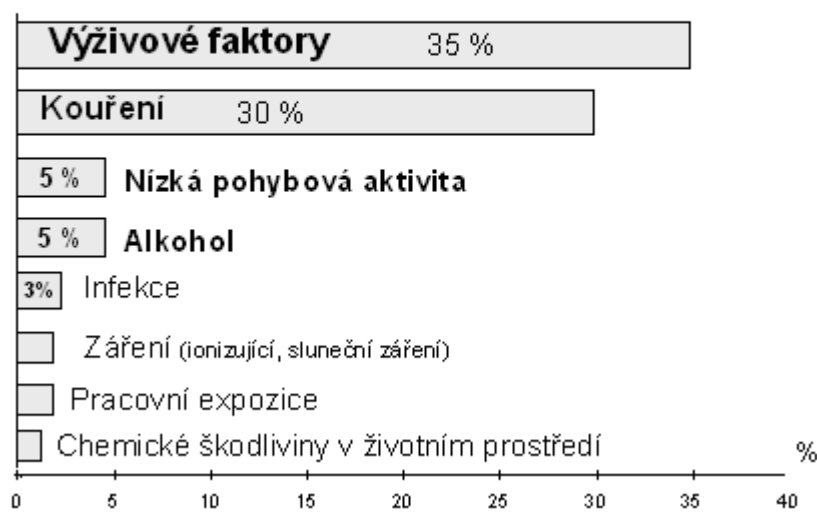 Výživové faktory 35 %
Kouření 30 %
5 % Nízká pohybová aktivita
5 % Alkohol
3% Infekce
Záření (ionizující, sluneční záření)
Pracovní expozice
Chemické škodliviny v životním prostředí %
0 5 10 15 20 25 30 35 40